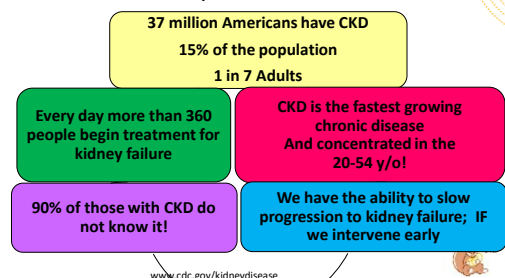 37 million Americans have CKD
15% of the population
1 in 7 Adults
Every day more than 360
people begin treatment for
kidney failure
CKD is the fastest growing
chronic disease
And concentrated in the
20-54 y/o!
90% of those with CKD do
not know it!
We have the ability to slow
progression to kidney failure; IF
we intervene early
www.cdc.gov/kidneydisease